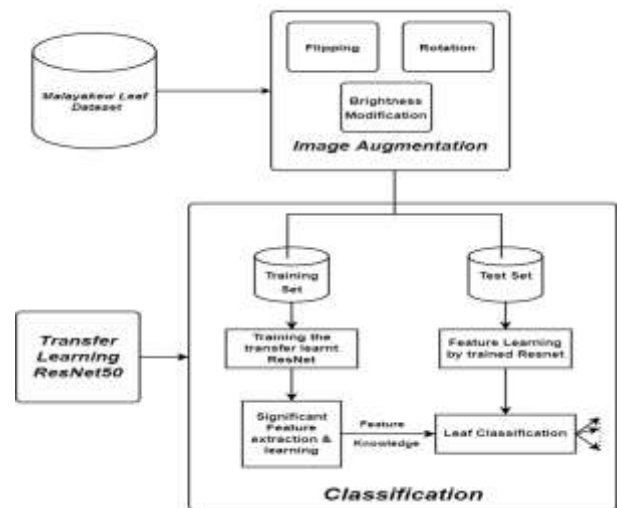 Flipping
Rotation
Malayakew Leaf
Dataset
Brightness
Modification
Image Augmentation
Training
Set
Test Set
Transfer
Learning
ResNet50
Training the
transfer learnt
ResNet
Feature Learning
by trained Resnet
Significant
Feature
extraction &
learning
Feature
Knowledge
Leaf Classification
Classification